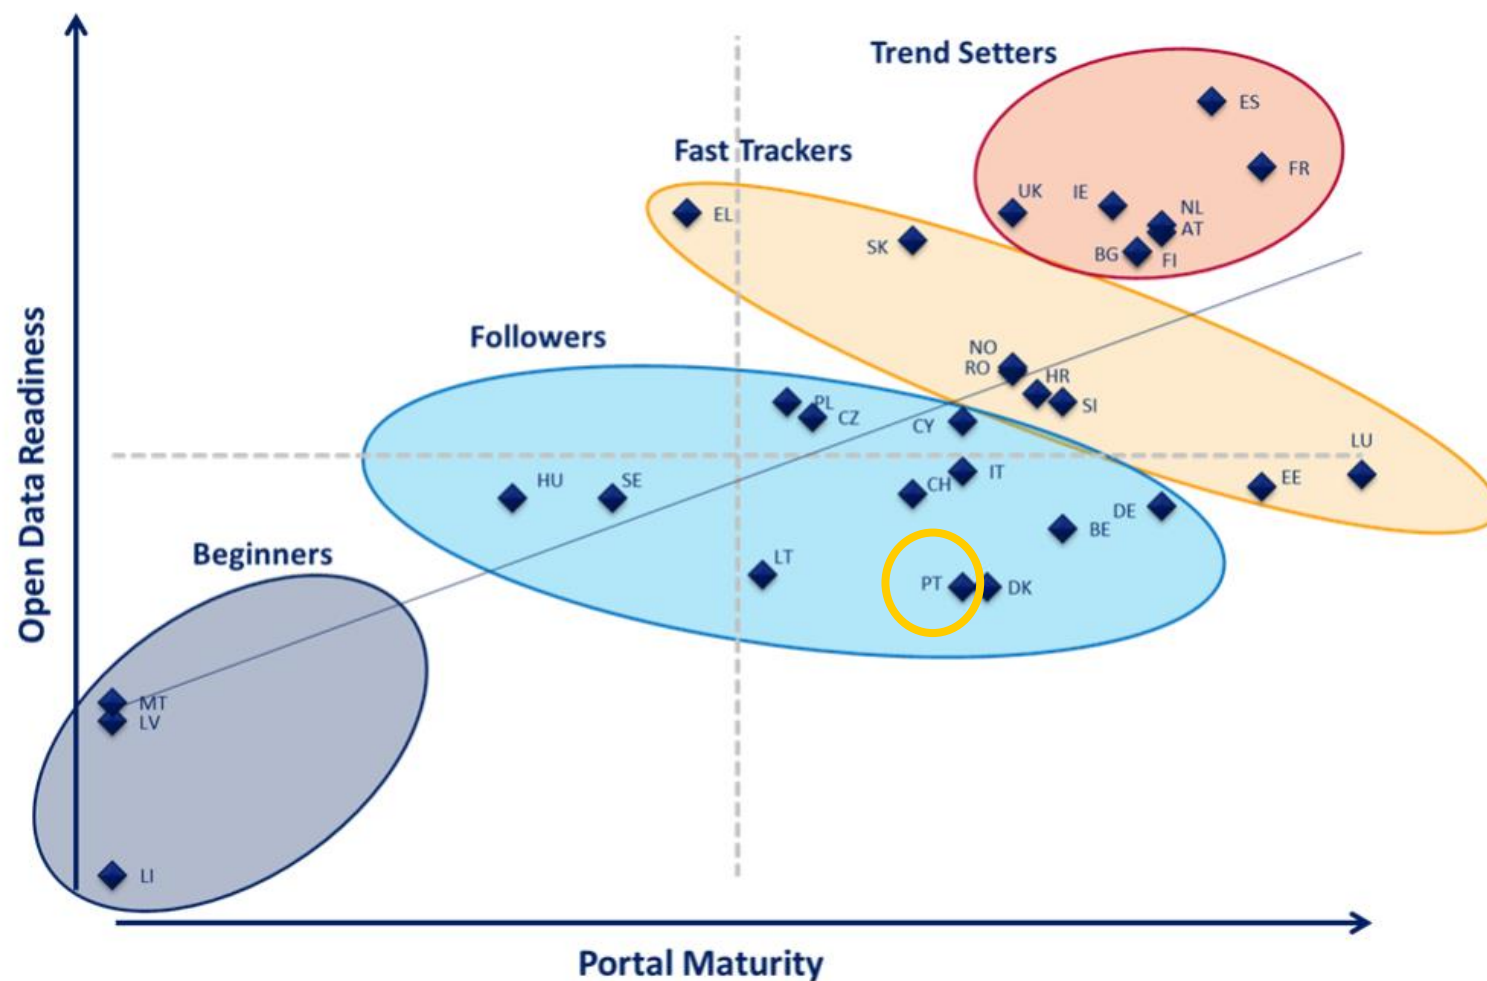 Trend Setters
ES
Fast Trackers
FR
UK
IE
NL
EL
AT
SK
BG
FI
Open Data Readiness
Followers
NO
RO
HR
PL
SI
CZ
CY
LU
IT
HU
SE
CH
EE
DE
BE
Beginners
LT
PT
DK
MT
LV
LI
Portal Maturity